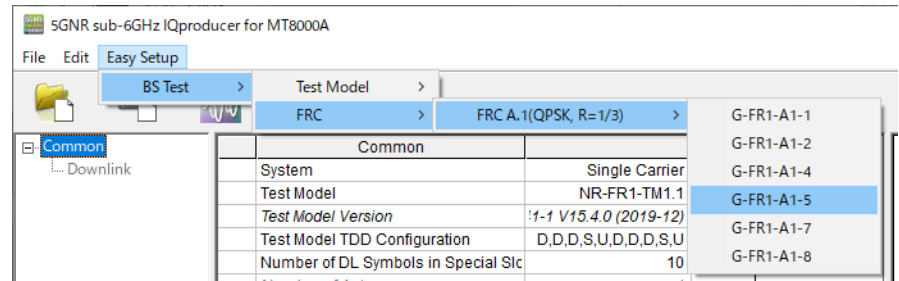 5GNR sub-6GHz IQproducer for MT8000A
File Edit Easy Setup
BS Test > Test Model >
FRC > FRC A.1(QPSK, R=1/3) > G-FR1-A1-1
G-FR1-A1-2
G-FR1-A1-4
G-FR1-A1-5
G-FR1-A1-7
G-FR1-A1-8
Common
Downlink
Common
System Single Carrier
Test Model NR-FR1-TM1.1
Test Model Version 1-1 V15.4.0 (2019-12)
Test Model TDD Configuration D,D,D,S,U,D,D,D,S,U
Number of DL Symbols in Special Slc 10